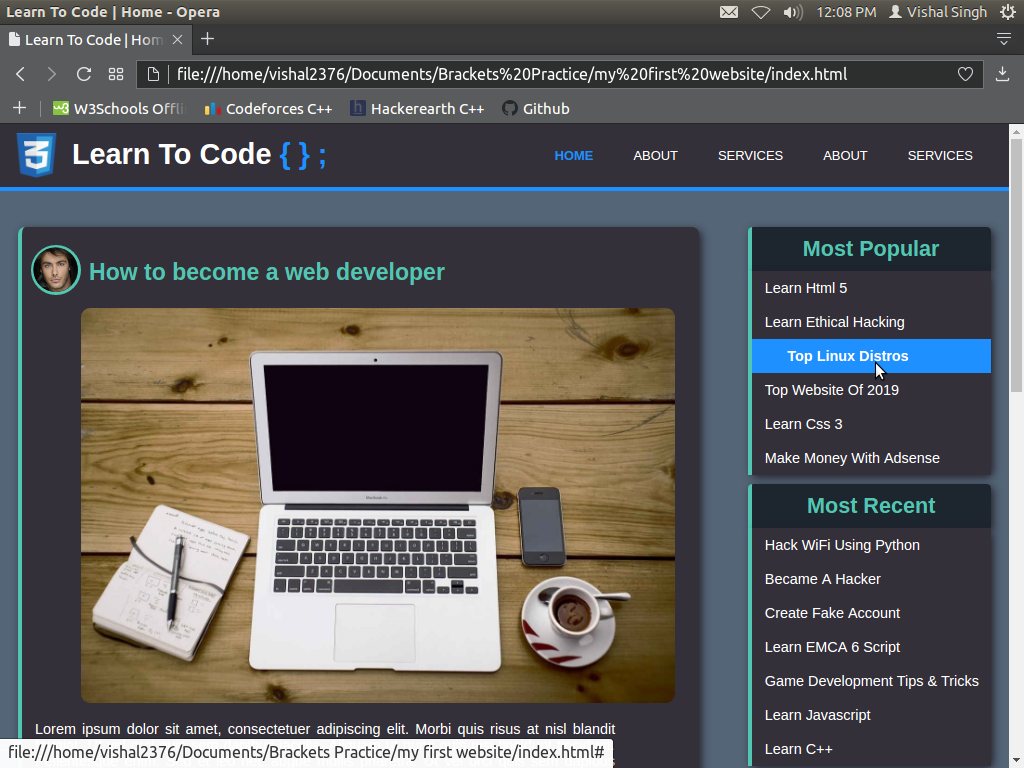 Learn To Code | Home - Opera
12:08 PM Vishal Singh
Learn To Code | Hom
file:///home/vishal2376/Documents/Brackets%20Practice/my%20first%20website/index.html
W3Schools Offli Codeforces C++ Hackerearth C++ Github
Learn To Code { } ;
HOME ABOUT SERVICES ABOUT SERVICES
How to become a web developer
Lorem ipsum dolor sit amet, consectetuer adipiscing elit. Morbi quis risus at nisl blandit
Most Popular
Learn Html 5
Learn Ethical Hacking
Top Linux Distros
Top Website Of 2019
Learn Css 3
Make Money With Adsense
Most Recent
Hack WiFi Using Python
Became A Hacker
Create Fake Account
Learn EMCA 6 Script
Game Development Tips & Tricks
Learn Javascript
Learn C++
file:///home/vishal2376/Documents/Brackets Practice/my first website/index.html#